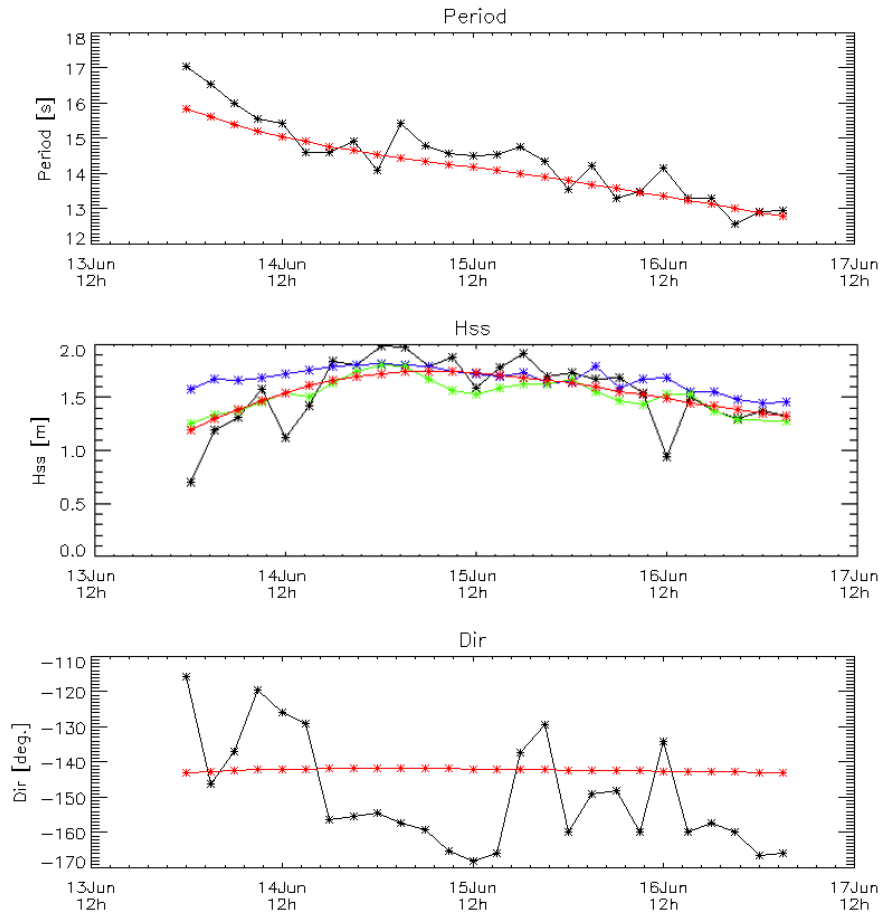 Period
18
17
16
15
14
13
12
Period [s]
13Jun 14Jun 15Jun 16Jun 17Jun
12h 12h 12h 12h 12h
Hss
2.0
1.5
1.0
0.5
0.0
Hss [m]
13Jun 14Jun 15Jun 16Jun 17Jun
12h 12h 12h 12h 12h
Dir
-110
-120
-130
-140
-150
-160
-170
Dir [deg.]
13Jun 14Jun 15Jun 16Jun 17Jun
12h 12h 12h 12h 12h